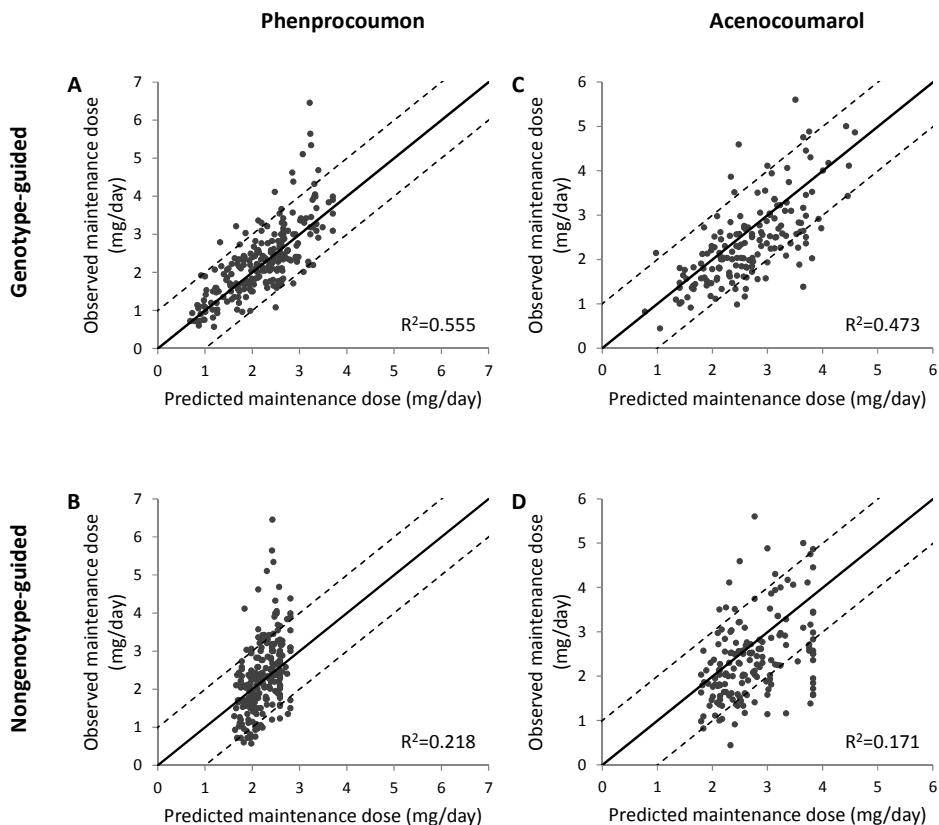 Phenprocoumon
Acenocoumarol
Genotype-guided
A
Observed maintenance dose
(mg/day)
7
6
5
4
3
2
1
0
R²=0.555
0 1 2 3 4 5 6 7
Predicted maintenance dose (mg/day)
C
Observed maintenance dose
(mg/day)
6
5
4
3
2
1
0
R²=0.473
0 1 2 3 4 5 6
Predicted maintenance dose (mg/day)
Nongenotype-guided
B
Observed maintenance dose
(mg/day)
7
6
5
4
3
2
1
0
R²=0.218
0 1 2 3 4 5 6 7
Predicted maintenance dose (mg/day)
D
Observed maintenance dose
(mg/day)
6
5
4
3
2
1
0
R²=0.171
0 1 2 3 4 5 6
Predicted maintenance dose (mg/day)